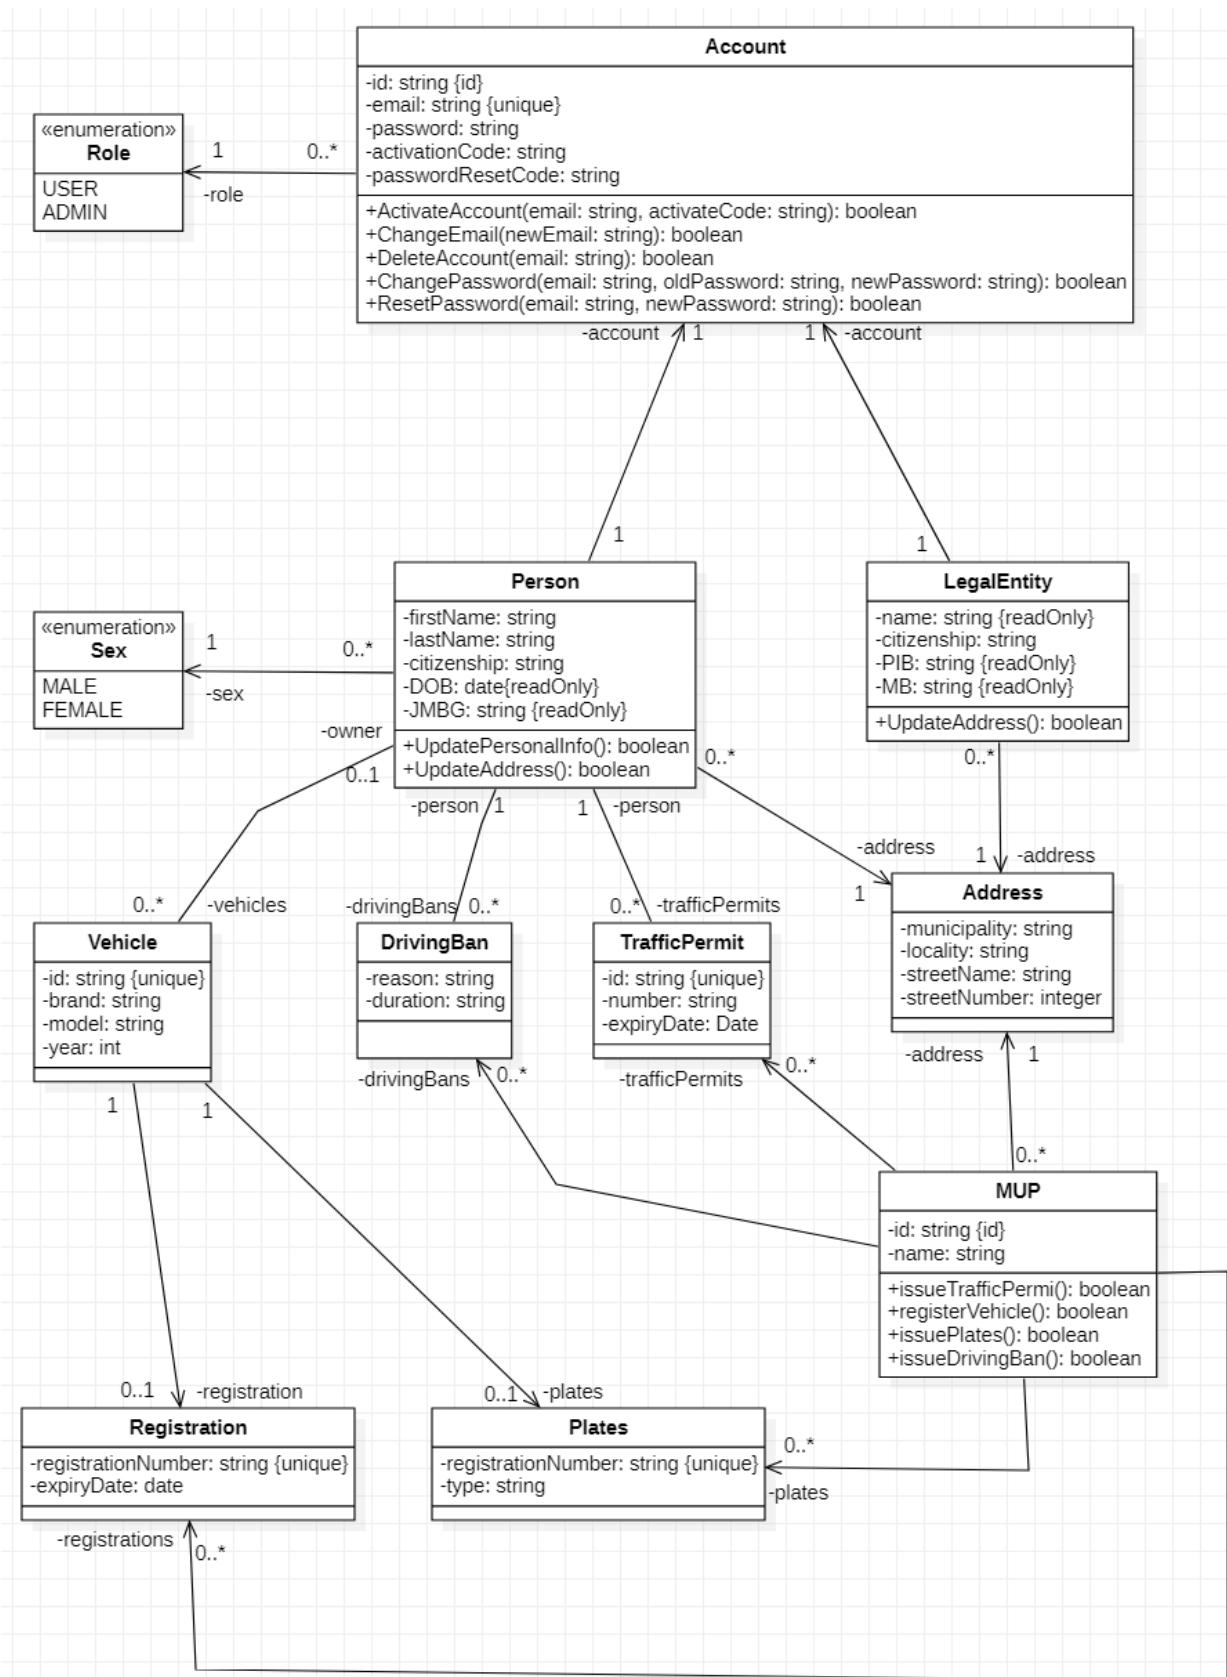 Account
-id: string {id}
-email: string {unique}
-password: string
-activationCode: string
-passwordResetCode: string
+ActivateAccount(email: string, activateCode: string): boolean
+ChangeEmail(newEmail: string): boolean
+DeleteAccount(email: string): boolean
+ChangePassword(email: string, oldPassword: string, newPassword: string): boolean
+ResetPassword(email: string, newPassword: string): boolean
«enumeration»
Role
USER
ADMIN
1
0..*
-role
-account
1
1
-account
1
1
Person
-firstName: string
-lastName: string
-citizenship: string
-DOB: date{readOnly}
-JMBG: string {readOnly}
+UpdatePersonalInfo(): boolean
+UpdateAddress(): boolean
LegalEntity
-name: string {readOnly}
-citizenship: string
-PIB: string {readOnly}
-MB: string {readOnly}
+UpdateAddress(): boolean
«enumeration»
Sex
MALE
FEMALE
1
0..*
-sex
-owner
0..1
-person
1
1
-person
0..*
0..*
-address
1
1
-address
0..*
-vehicles
-drivingBans
0..*
0..*
-trafficPermits
Vehicle
-id: string {unique}
-brand: string
-model: string
-year: int
DrivingBan
-reason: string
-duration: string
TrafficPermit
-id: string {unique}
-number: string
-expiryDate: Date
Address
-municipality: string
-locality: string
-streetName: string
-streetNumber: integer
-drivingBans
0..*
-trafficPermits
0..*
-address
1
1
1
0..*
MUP
-id: string {id}
-name: string
+issueTrafficPermi(): boolean
+registerVehicle(): boolean
+issuePlates(): boolean
+issueDrivingBan(): boolean
0..1
-registration
0..1
-plates
Registration
-registrationNumber: string {unique}
-expiryDate: date
Plates
-registrationNumber: string {unique}
-type: string
0..*
-plates
-registrations
0..*